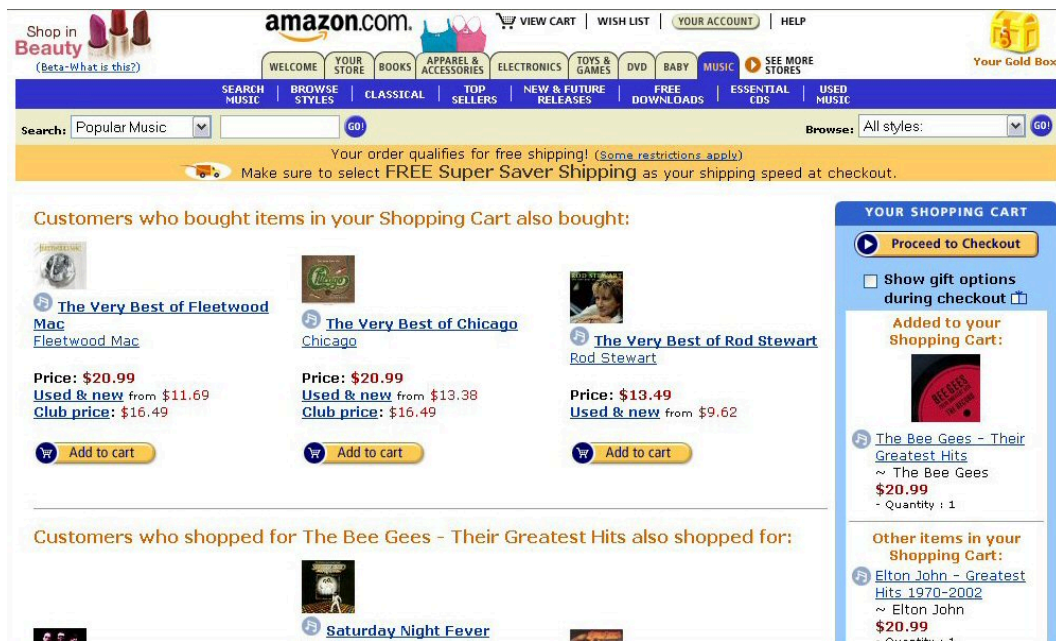 Shop in
Beauty
(Beta-What is this?)
amazon.com.
VIEW CART | WISH LIST | YOUR ACCOUNT | HELP
Your Gold Box
WELCOME
YOUR STORE
BOOKS
APPAREL & ACCESSORIES
ELECTRONICS
TOYS & GAMES
DVD
BABY
MUSIC
SEE MORE STORES
SEARCH MUSIC | BROWSE STYLES | CLASSICAL | TOP SELLERS | NEW & FUTURE RELEASES | FREE DOWNLOADS | ESSENTIAL CDS | USED MUSIC
Search: Popular Music GO!
Browse: All styles: GO!
Your order qualifies for free shipping! (Some restrictions apply)
Make sure to select FREE Super Saver Shipping as your shipping speed at checkout.
Customers who bought items in your Shopping Cart also bought:
The Very Best of Fleetwood
Mac
Fleetwood Mac
Price: $20.99
Used & new from $11.69
Club price: $16.49
Add to cart
Chicago
The Very Best of Chicago
Chicago
Price: $20.99
Used & new from $13.38
Club price: $16.49
Add to cart
ROD STEWART
The Very Best of Rod Stewart
Rod Stewart
Price: $13.49
Used & new from $9.62
Add to cart
Customers who shopped for The Bee Gees - Their Greatest Hits also shopped for:
Saturday Night Fever
YOUR SHOPPING CART
Proceed to Checkout
Show gift options
during checkout
Added to your
Shopping Cart:
BEE GEES
THE RECORD
The Bee Gees - Their
Greatest Hits
~ The Bee Gees
$20.99
- Quantity : 1
Other items in your
Shopping Cart:
Elton John - Greatest
Hits 1970-2002
~ Elton John
$20.99
- Quantity : 1